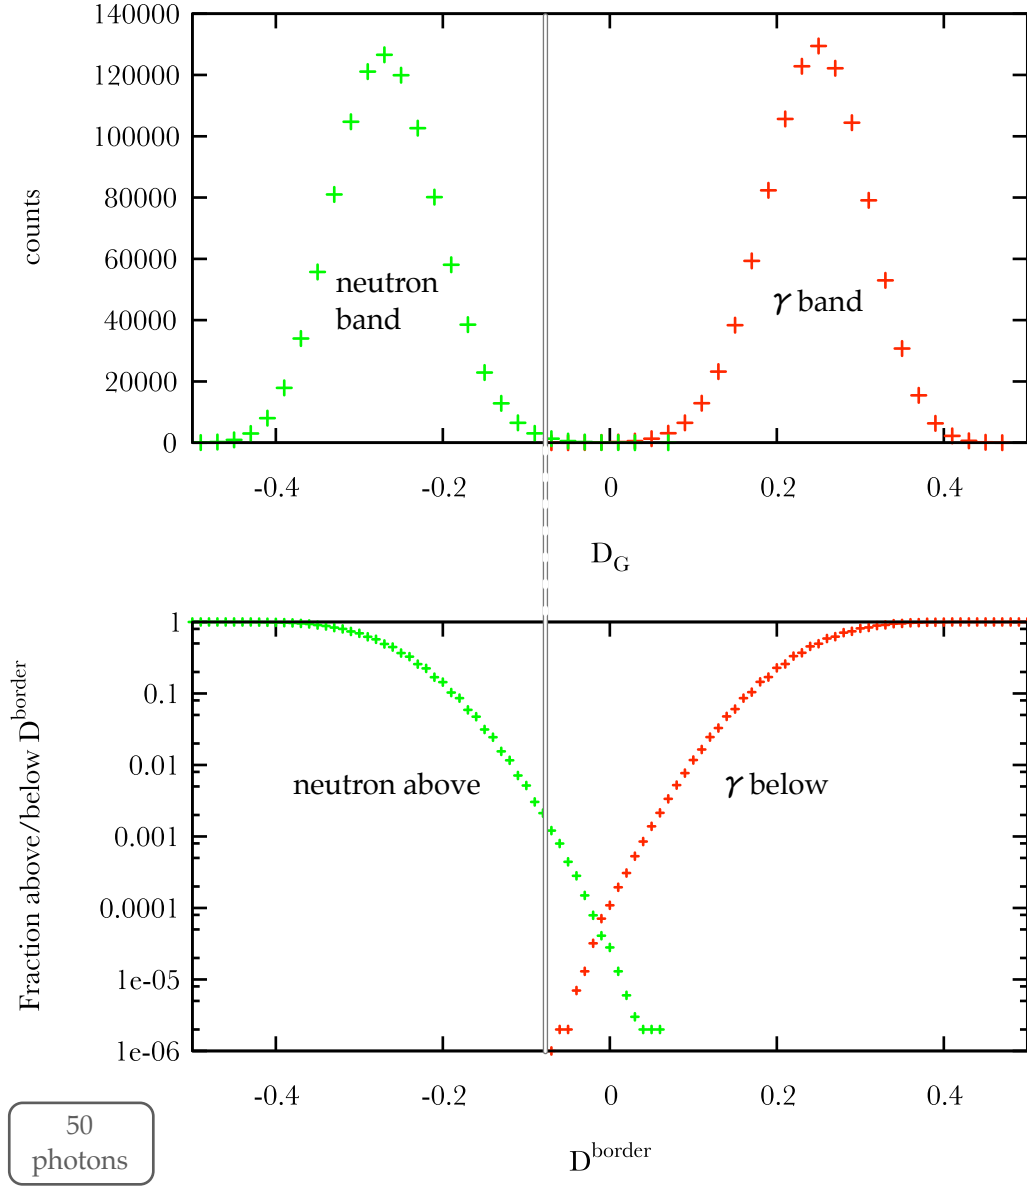 140000
120000
100000
80000
60000
40000
20000
0
counts
neutron
band
γ band
-0.4 -0.2 0 0.2 0.4
D_G
1
0.1
0.01
0.001
0.0001
1e-05
1e-06
Fraction above/below D^border
neutron above
γ below
-0.4 -0.2 0 0.2 0.4
D^border
50
photons